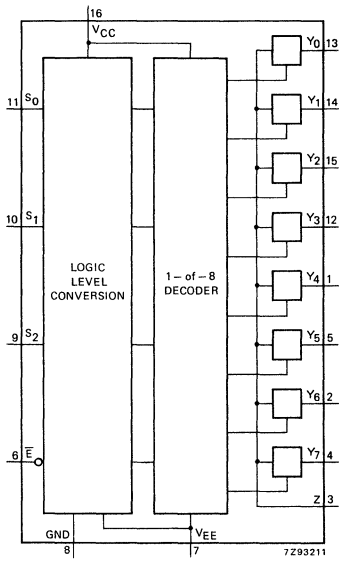 16
VCC
11 S0
10 S1
9 S2
6 E̅
LOGIC
LEVEL
CONVERSION
1 – of – 8
DECODER
Y0 13
Y1 14
Y2 15
Y3 12
Y4 1
Y5 5
Y6 2
Y7 4
Z 3
GND
8
VEE
7
7Z93211